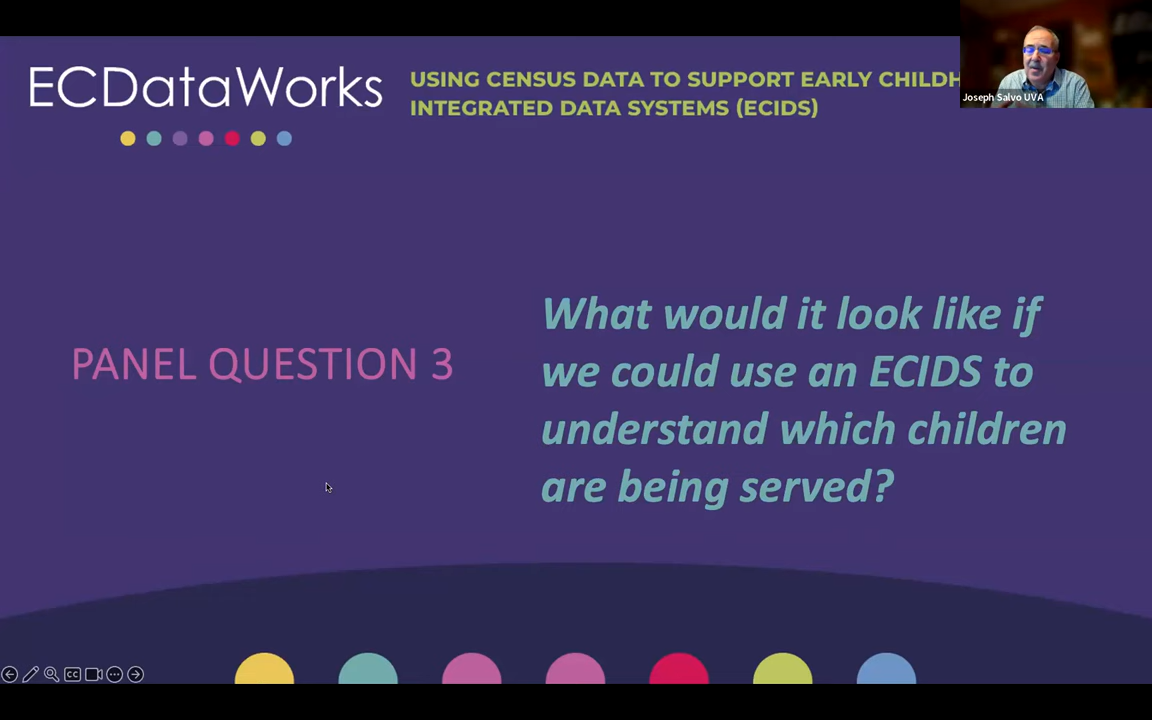 ECDataWorks
USING CENSUS DATA TO SUPPORT EARLY CHILDH
INTEGRATED DATA SYSTEMS (ECIDS)
Joseph Salvo UVA
PANEL QUESTION 3
What would it look like if
we could use an ECIDS to
understand which children
are being served?
CC